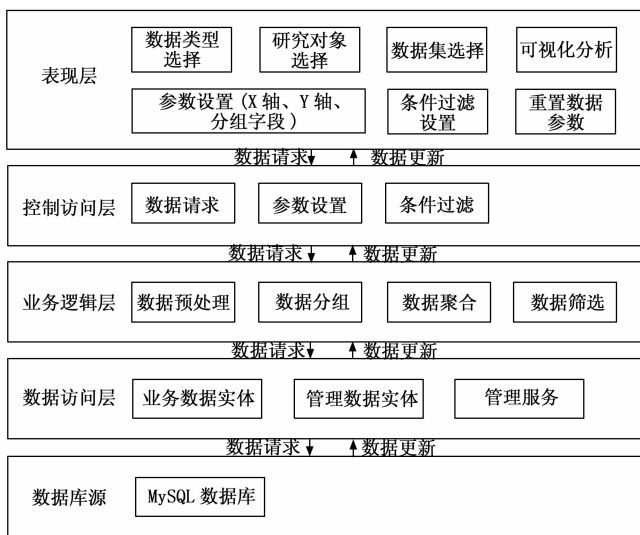 表现层
数据类型
选择
研究对象
选择
数据集选择
可视化分析
参数设置(X 轴、Y 轴、
分组字段)
条件过滤
设置
重置数据
参数
数据请求
数据更新
控制访问层
数据请求
参数设置
条件过滤
数据请求
数据更新
业务逻辑层
数据预处理
数据分组
数据聚合
数据筛选
数据请求
数据更新
数据访问层
业务数据实体
管理数据实体
管理服务
数据请求
数据更新
数据库源
MySQL 数据库